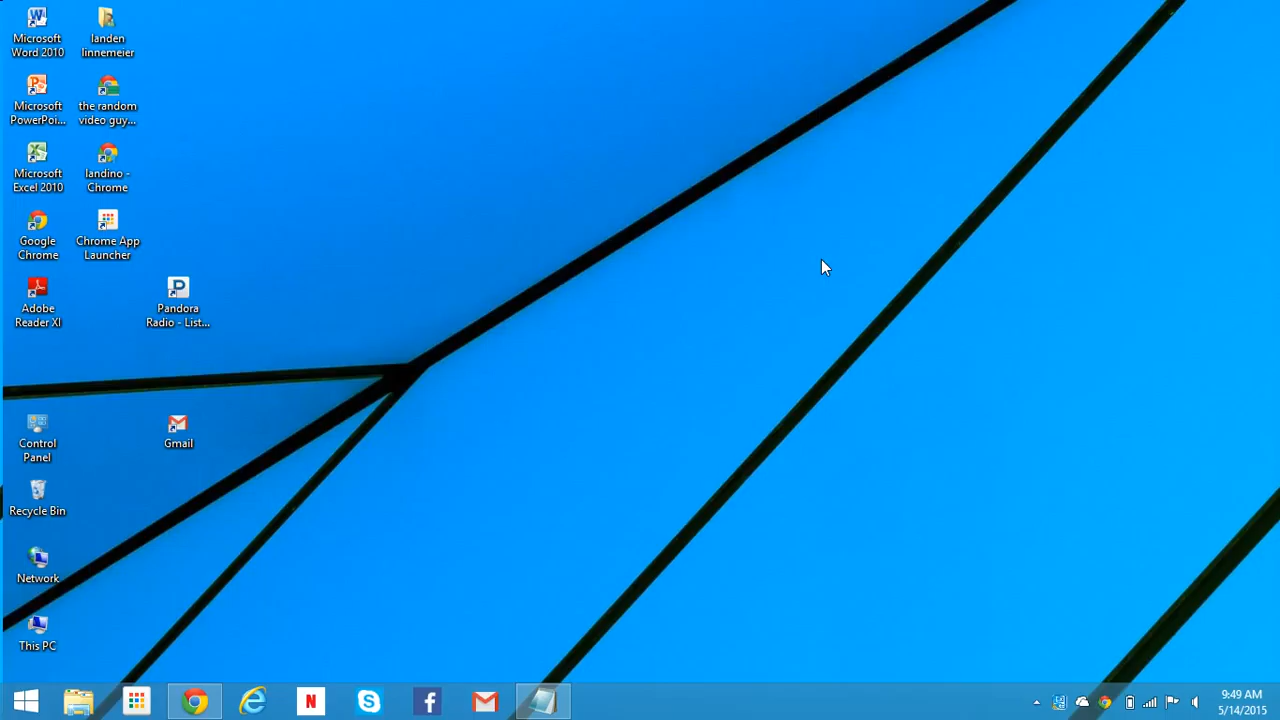 Microsoft
Word 2010
landen
linnemeier
Microsoft
PowerPoi...
the random
video guy...
Microsoft
Excel 2010
landino -
Chrome
Google
Chrome
Chrome App
Launcher
Adobe
Reader XI
Pandora
Radio - List...
Control
Panel
Gmail
Recycle Bin
Network
This PC
9:49 AM
5/14/2015